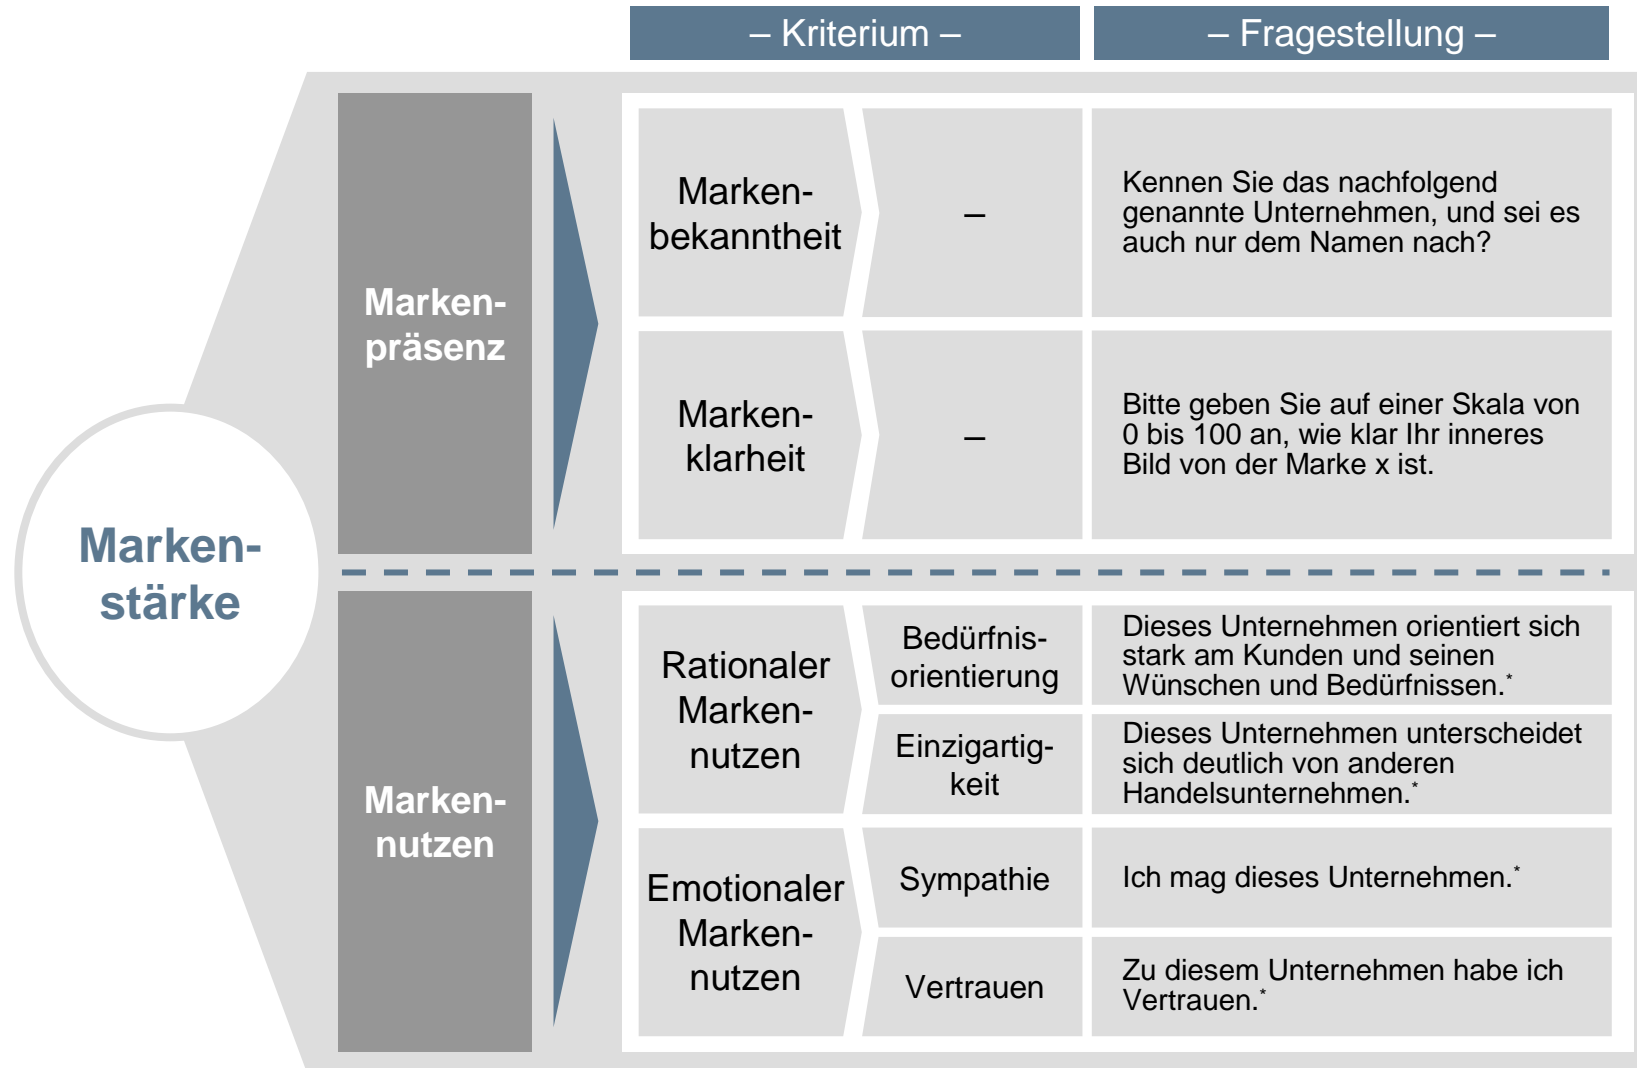 – Kriterium –
– Fragestellung –
Marken-
stärke
Marken-
präsenz
Marken-
bekanntheit
–
Kennen Sie das nachfolgend
genannte Unternehmen, und sei es
auch nur dem Namen nach?
Marken-
klarheit
–
Bitte geben Sie auf einer Skala von
0 bis 100 an, wie klar Ihr inneres
Bild von der Marke x ist.
Marken-
nutzen
Rationaler
Marken-
nutzen
Bedürfnis-
orientierung
Dieses Unternehmen orientiert sich
stark am Kunden und seinen
Wünschen und Bedürfnissen.*
Einzigartig-
keit
Dieses Unternehmen unterscheidet
sich deutlich von anderen
Handelsunternehmen.*
Emotionaler
Marken-
nutzen
Sympathie
Ich mag dieses Unternehmen.*
Vertrauen
Zu diesem Unternehmen habe ich
Vertrauen.*